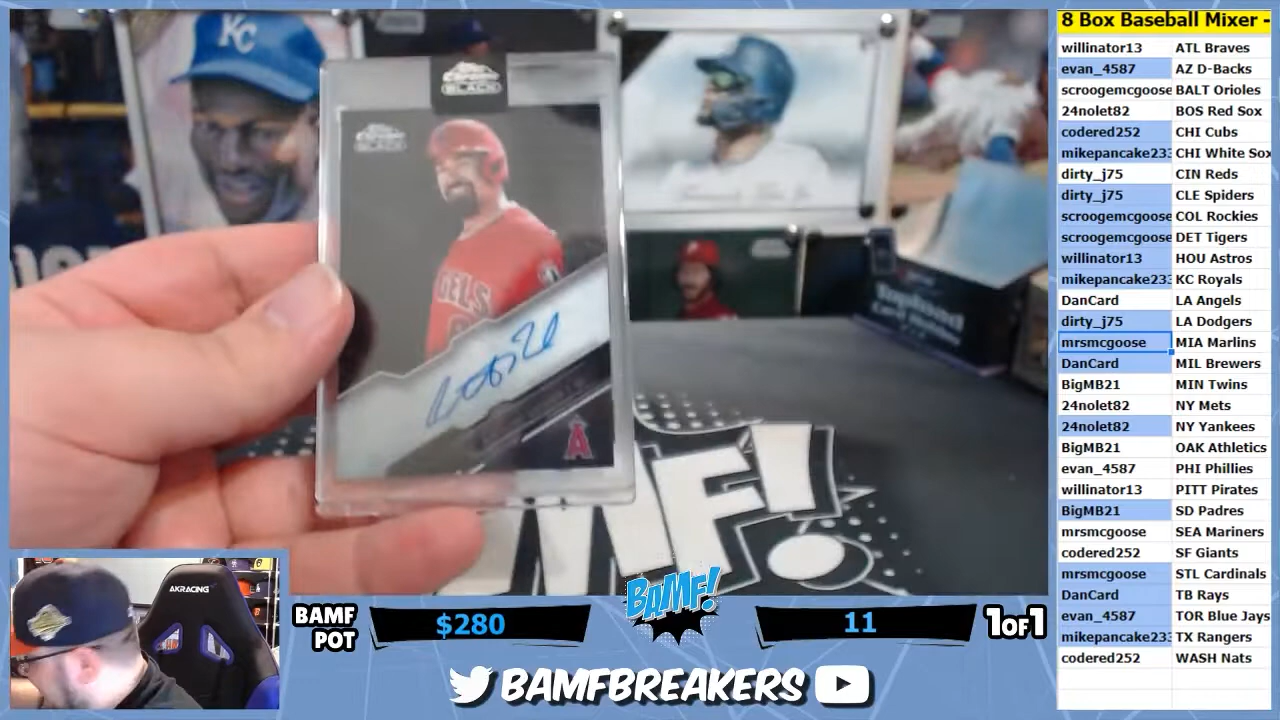 8 Box Baseball Mixer -
willinator13 ATL Braves
evan_4587 AZ D-Backs
scroogemcgoose BALT Orioles
24nolet82 BOS Red Sox
codered252 CHI Cubs
mikepancake233 CHI White Sox
dirty_j75 CIN Reds
dirty_j75 CLE Spiders
scroogemcgoose COL Rockies
scroogemcgoose DET Tigers
willinator13 HOU Astros
mikepancake233 KC Royals
DanCard LA Angels
dirty_j75 LA Dodgers
mrsmcgoose MIA Marlins
DanCard MIL Brewers
BigMB21 MIN Twins
24nolet82 NY Mets
24nolet82 NY Yankees
BigMB21 OAK Athletics
evan_4587 PHI Phillies
willinator13 PITT Pirates
BigMB21 SD Padres
mrsmcgoose SEA Mariners
codered252 SF Giants
mrsmcgoose STL Cardinals
DanCard TB Rays
evan_4587 TOR Blue Jays
mikepancake233 TX Rangers
codered252 WASH Nats
KC
BLACK
GELS
A
AKRACING
BAMF POT
$280
BAMF!
11
1OF1
BAMFBREAKERS